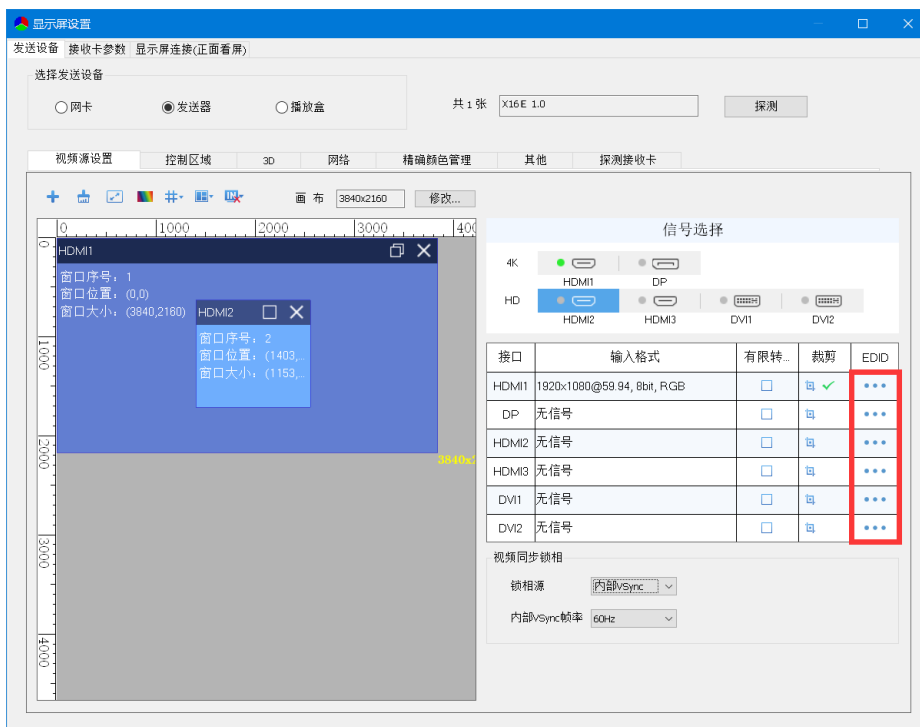 显示屏设置
发送设备 接收卡参数 显示屏连接(正面看屏)
选择发送设备
网卡 发送器 播放盒 共 1 张 X16E 1.0 探测
视频源设置 控制区域 3D 网络 精确颜色管理 其他 探测接收卡
画 布 3840x2160 修改...
0 1000 2000 3000 400
信号选择
0
HDMI1
窗口序号：1
窗口位置：(0,0)
窗口大小：(3840,2160)
HDMI2
窗口序号：2
窗口位置：(1403,...
窗口大小：(1153,...
3840x2
1000
2000
3000
4000
4K
HDMI1 DP
HD
HDMI2 HDMI3 DVI1 DVI2
接口 输入格式 有限转... 裁剪 EDID
HDMI1 1920x1080@59.94, 8bit, RGB
DP 无信号
HDMI2 无信号
HDMI3 无信号
DVI1 无信号
DVI2 无信号
视频同步锁相
锁相源 内部VSync
内部VSync帧率 60Hz